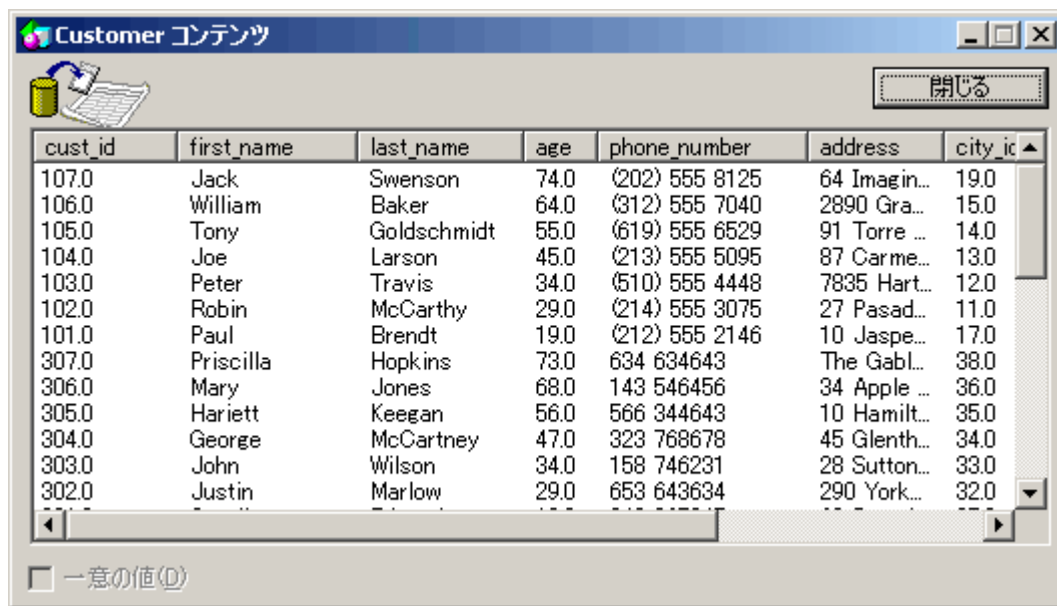 Customer コンテンツ
閉じる
cust_id first_name last_name age phone_number address city_ic
107.0 Jack Swenson 74.0 (202) 555 8125 64 Imagin... 19.0
106.0 William Baker 64.0 (312) 555 7040 2890 Gra... 15.0
105.0 Tony Goldschmidt 55.0 (619) 555 6529 91 Torre ... 14.0
104.0 Joe Larson 45.0 (213) 555 5095 87 Carme... 13.0
103.0 Peter Travis 34.0 (510) 555 4448 7835 Hart... 12.0
102.0 Robin McCarthy 29.0 (214) 555 3075 27 Pasad... 11.0
101.0 Paul Brendt 19.0 (212) 555 2146 10 Jaspe... 17.0
307.0 Priscilla Hopkins 73.0 634 634643 The Gabl... 38.0
306.0 Mary Jones 68.0 143 546456 34 Apple ... 36.0
305.0 Hariett Keegan 56.0 566 344643 10 Hamilt... 35.0
304.0 George McCartney 47.0 323 768678 45 Glenth... 34.0
303.0 John Wilson 34.0 158 746231 28 Sutton... 33.0
302.0 Justin Marlow 29.0 653 643634 290 York... 32.0
一意の値(D)